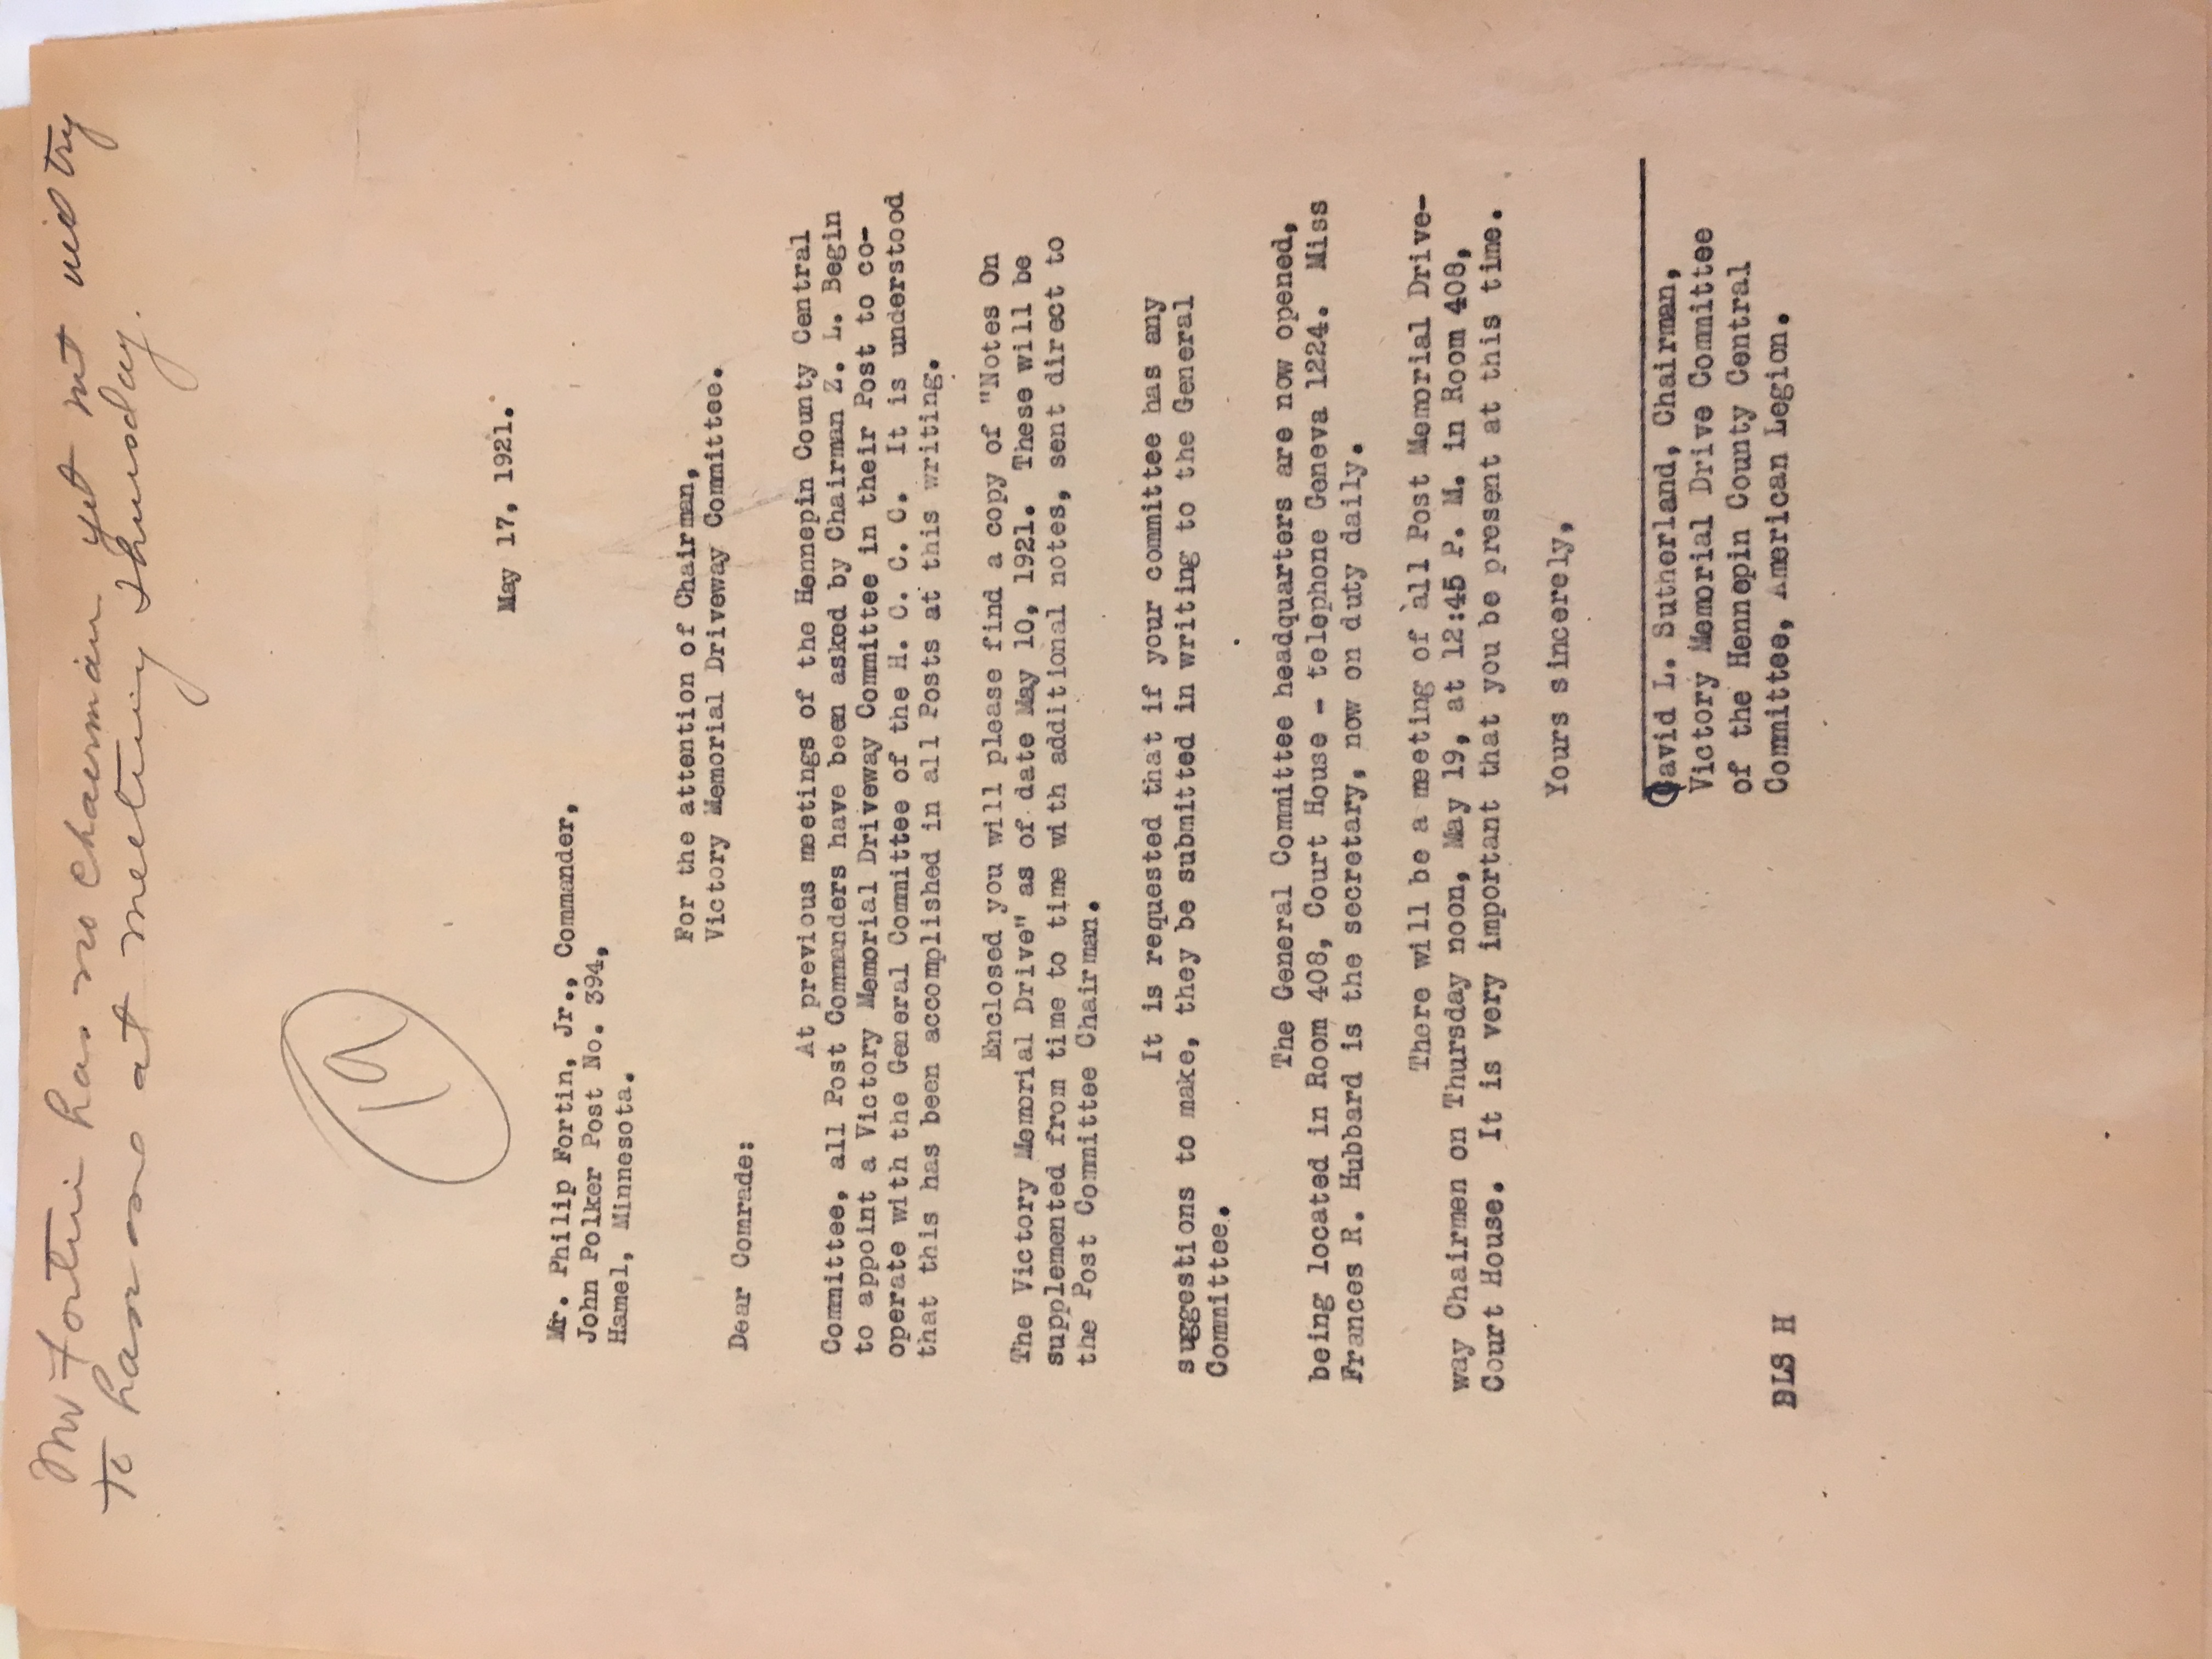 Mr Fortin has no chairman yet but will try
To have one at meeting Thursday.
19
May 17, 1921.
Mr. Philip Fortin, Jr., Commander,
John Polker Post No. 394,
Hamel, Minnesota.
For the attention of Chairman,
Victory Memorial Driveway Committee.
Dear Comrade:
At previous meetings of the Hennepin County Central
Committee, all Post Commanders have been asked by Chairman Z. L. Begin
to appoint a Victory Memorial Driveway Committee in their Post to co-
operate with the General Committee of the H. C. C. C. It is understood
that this has been accomplished in all Posts at this writing.
Enclosed you will please find a copy of "Notes On
The Victory Memorial Drive" as of date May 10, 1921. These will be
supplemented from time to time with additional notes, sent direct to
the Post Committee Chairman.
It is requested that if your committee has any
suggestions to make, they be submitted in writing to the General
Committee.
The General Committee headquarters are now opened,
being located in Room 408, Court House - telephone Geneva 1224. Miss
Frances R. Hubbard is the secretary, now on duty daily.
There will be a meeting of all Post Memorial Drive-
way Chairmen on Thursday noon, May 19, at 12:45 P. M. in Room 408,
Court House. It is very important that you be present at this time.
Yours sincerely,
David L. Sutherland, Chairman,
Victory Memorial Drive Committee
of the Hennepin County Central
Committee, American Legion.
DLS H